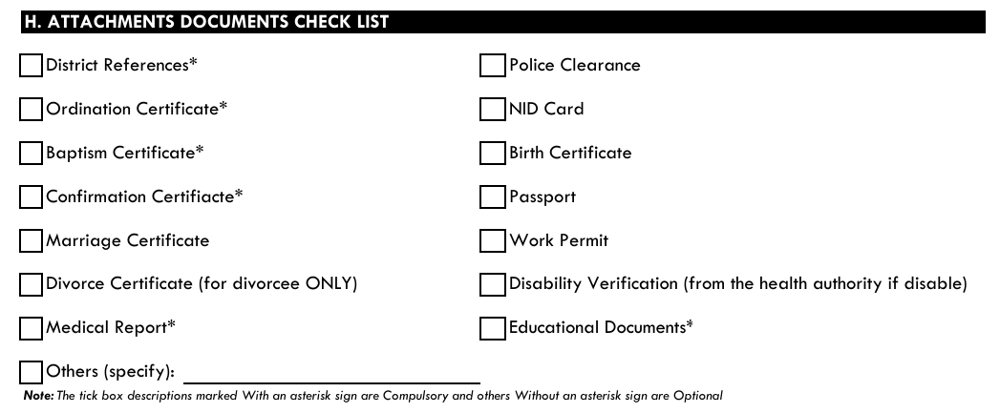 H. ATTACHMENTS DOCUMENTS CHECK LIST
District References*
Police Clearance
Ordination Certificate*
NID Card
Baptism Certificate*
Birth Certificate
Confirmation Certifiacte*
Passport
Marriage Certificate
Work Permit
Divorce Certificate (for divorcee ONLY)
Disability Verification (from the health authority if disable)
Medical Report*
Educational Documents*
Others (specify):
Note: The tick box descriptions marked With an asterisk sign are Compulsory and others Without an asterisk sign are Optional